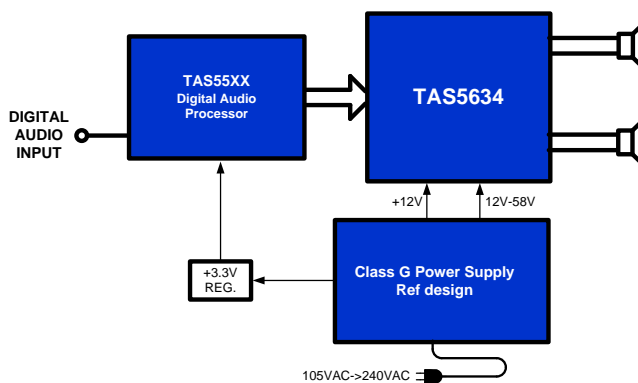 TAS55XX
Digital Audio
Processor
TAS5634
DIGITAL
AUDIO
INPUT
+12V
12V-58V
+3.3V
REG.
Class G Power Supply
Ref design
105VAC->240VAC